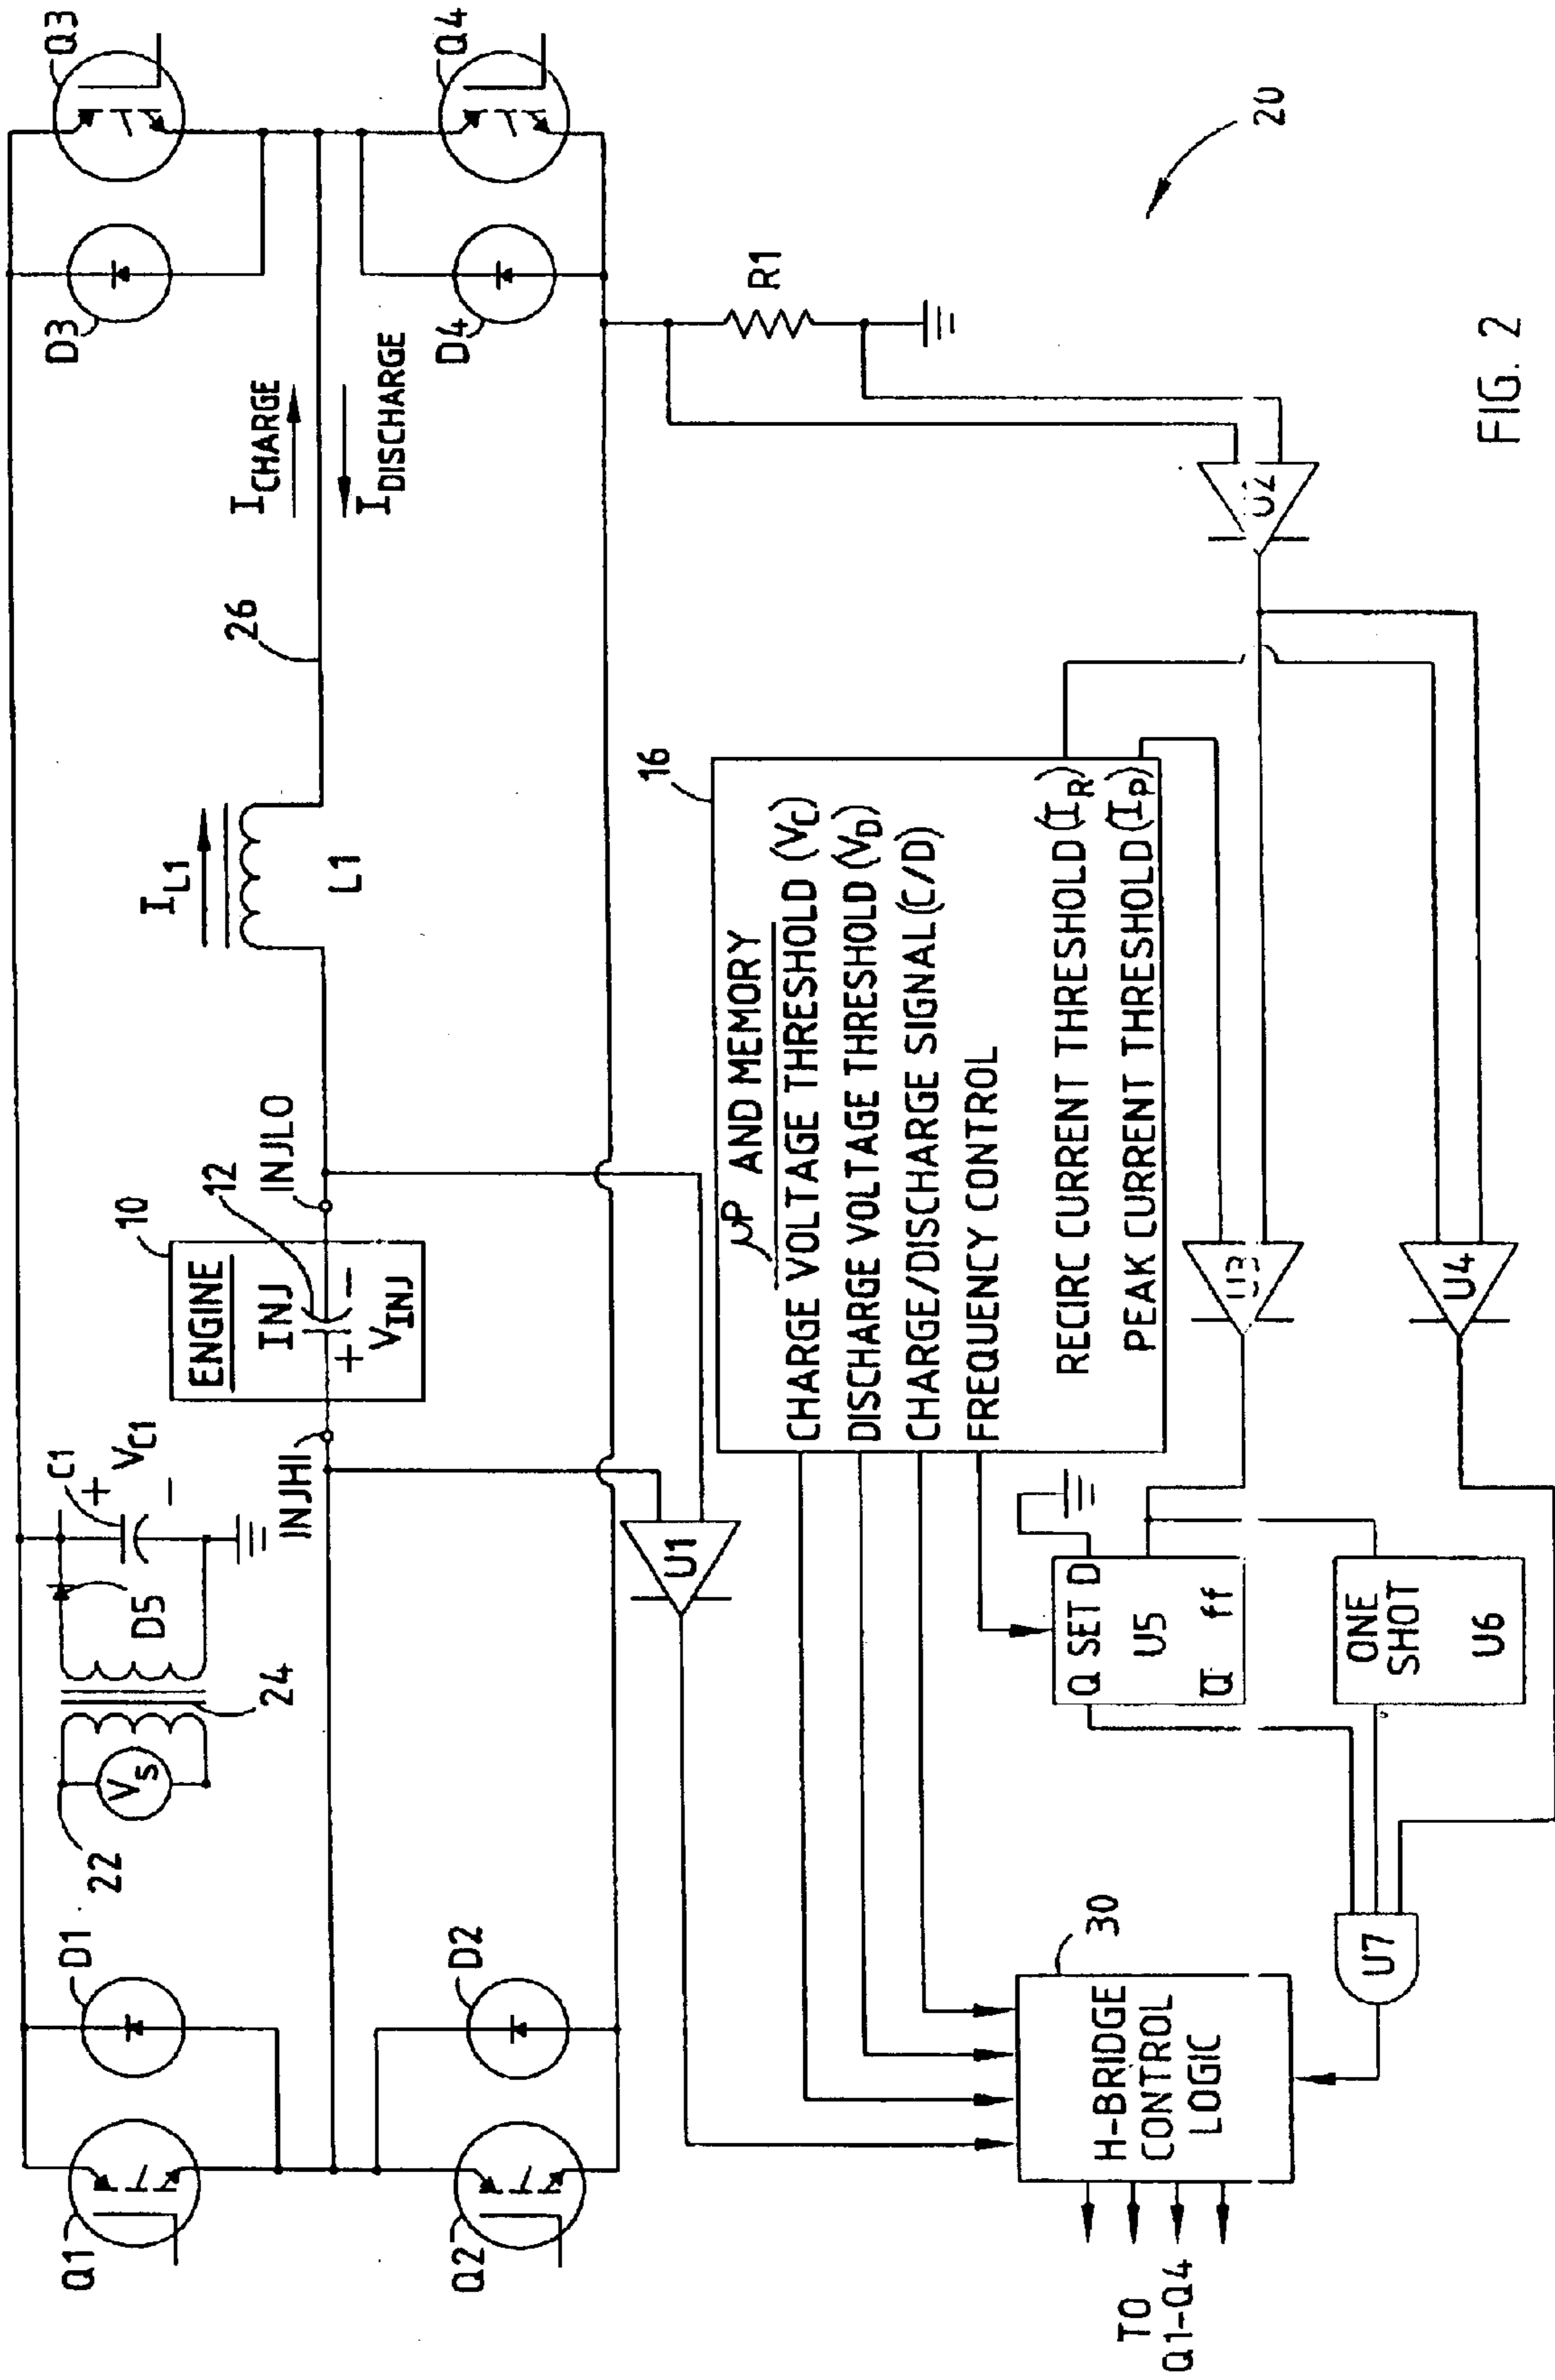 Q1
D1
22
VS
24
D5
C1
+
VC1
−
Q3
D3
10
ENGINE
INJ
12
+
−
VINJ
INJHI
INJLO
IL1
L1
26
ICHARGE
IDISCHARGE
Q2
D2
Q4
D4
R1
U1
16
µP AND MEMORY
CHARGE VOLTAGE THRESHOLD (VC)
DISCHARGE VOLTAGE THRESHOLD (VD)
CHARGE/DISCHARGE SIGNAL (C/D)
FREQUENCY CONTROL
RECIRC CURRENT THRESHOLD (IR)
PEAK CURRENT THRESHOLD (IP)
20
U2
30
H-BRIDGE
CONTROL
LOGIC
TO
Q1-Q4
Q SET D
U5
Q̅ ff
U3
ONE
SHOT
U6
U4
U7
FIG. 2